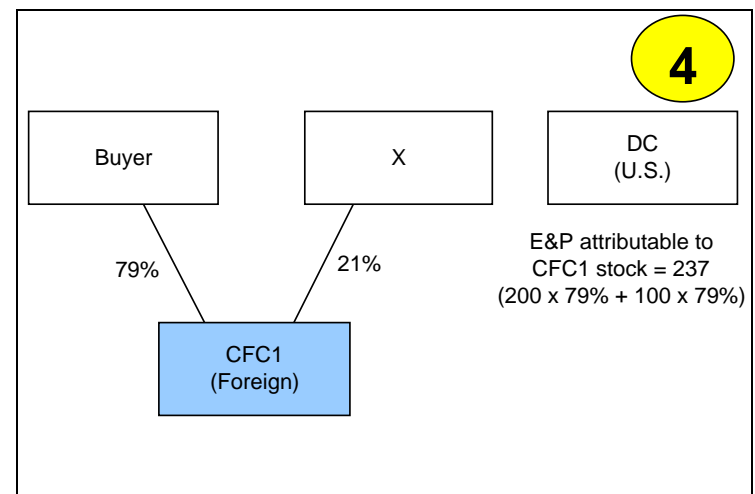 4
Buyer
X
DC
(U.S.)
E&P attributable to
CFC1 stock = 237
(200 x 79% + 100 x 79%)
79%
21%
CFC1
(Foreign)